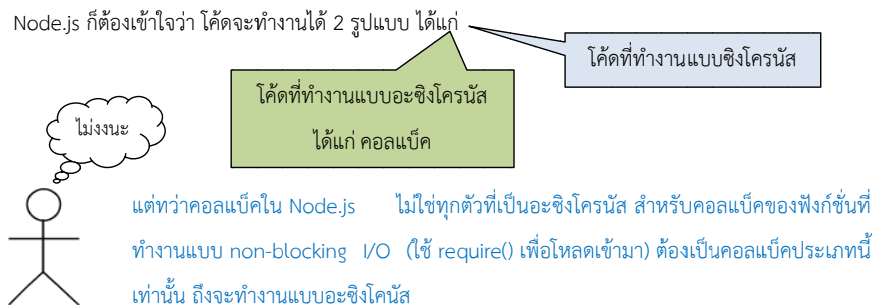 Node.js ก็ต้องเข้าใจว่า โค้ดจะทำงานได้ 2 รูปแบบ ได้แก่
โค้ดที่ทำงานแบบซิงโครนัส
โค้ดที่ทำงานแบบอะซิงโครนัส
ได้แก่ คอลแบ็ค
ไม่งงนะ
แต่ทว่าคอลแบ็คใน Node.js ไม่ใช่ทุกตัวที่เป็นอะซิงโครนัส สำหรับคอลแบ็คของฟังก์ชั่นที่
ทำงานแบบ non-blocking I/O (ใช้ require() เพื่อโหลดเข้ามา) ต้องเป็นคอลแบ็คประเภทนี้
เท่านั้น ถึงจะทำงานแบบอะซิงโคนัส